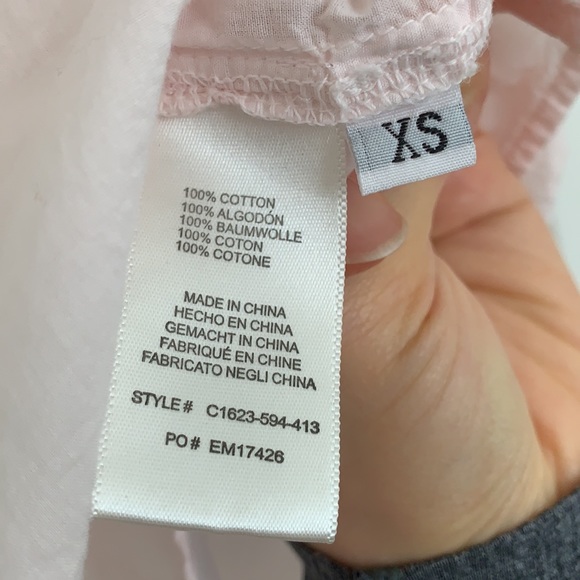 XS
100% COTTON
100% ALGODÓN
100% BAUMWOLLE
100% COTON
100% COTONE
MADE IN CHINA
HECHO EN CHINA
GEMACHT IN CHINA
FABRIQUÉ EN CHINE
FABRICATO NEGLI CHINA
STYLE# C1623-594-413
PO# EM17426